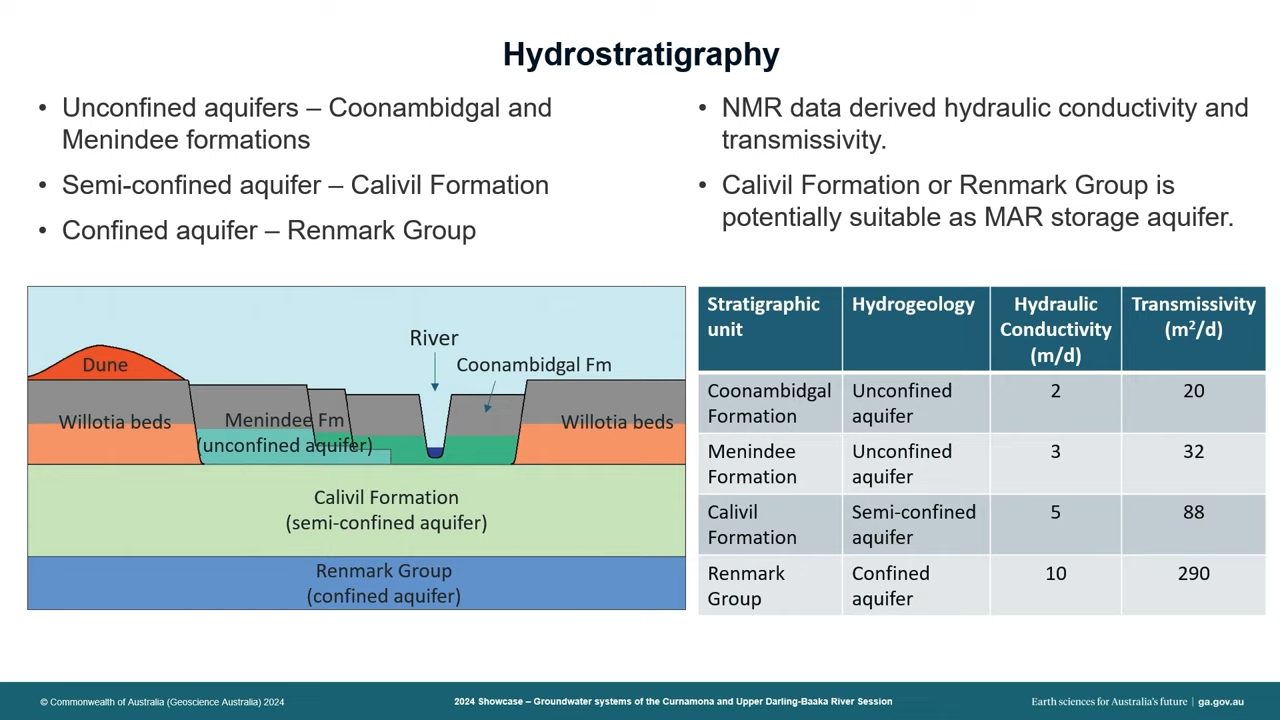 Hydrostratigraphy
• Unconfined aquifers – Coonambidgal and
Menindee formations
• Semi-confined aquifer – Calivil Formation
• Confined aquifer – Renmark Group
• NMR data derived hydraulic conductivity and
transmissivity.
• Calivil Formation or Renmark Group is
potentially suitable as MAR storage aquifer.
River
Dune
Coonambidgal Fm
Willotia beds
Menindee Fm
(unconfined aquifer)
Willotia beds
Calivil Formation
(semi-confined aquifer)
Renmark Group
(confined aquifer)
Stratigraphic unit Hydrogeology Hydraulic Conductivity (m/d) Transmissivity (m²/d)
Coonambidgal Formation Unconfined aquifer 2 20
Menindee Formation Unconfined aquifer 3 32
Calivil Formation Semi-confined aquifer 5 88
Renmark Group Confined aquifer 10 290
© Commonwealth of Australia (Geoscience Australia) 2024
2024 Showcase – Groundwater systems of the Curnamona and Upper Darling-Baaka River Session
Earth sciences for Australia's future | ga.gov.au